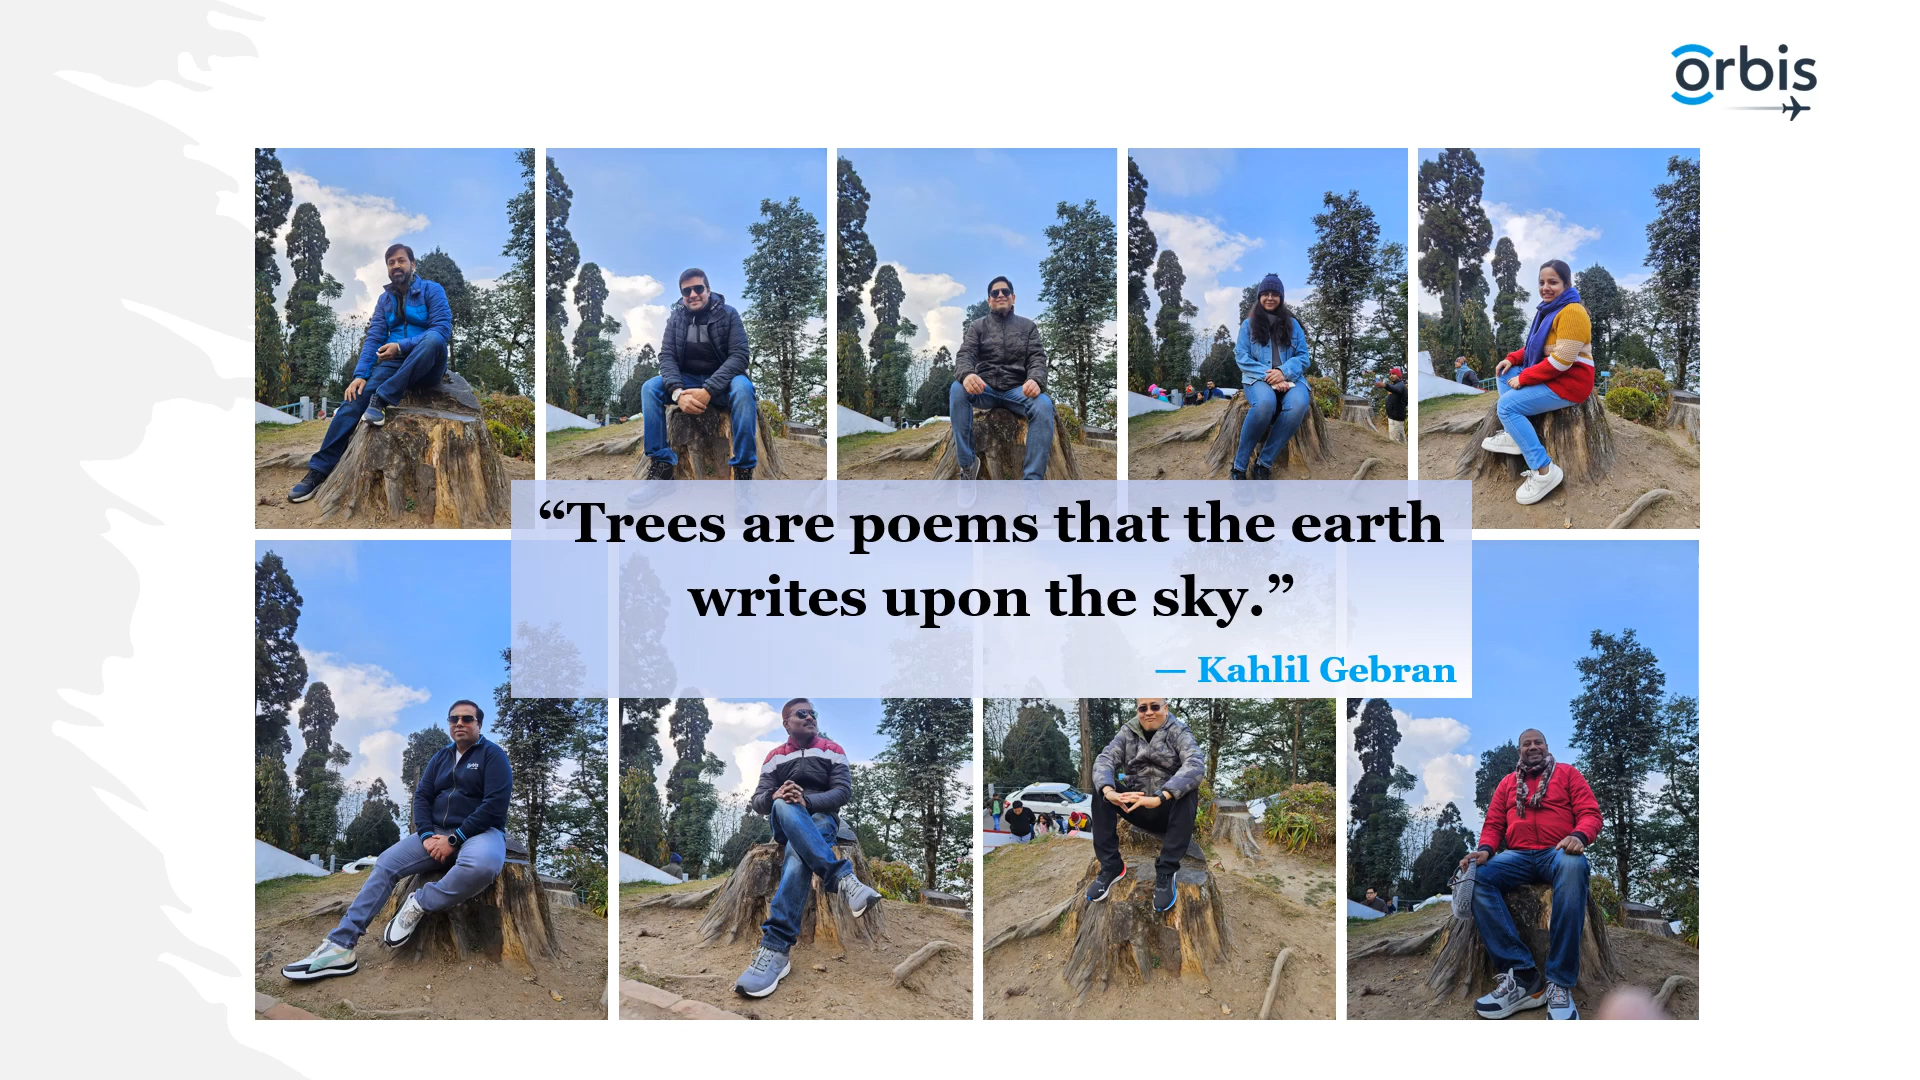 orbis
“Trees are poems that the earth
writes upon the sky.”
— Kahlil Gebran